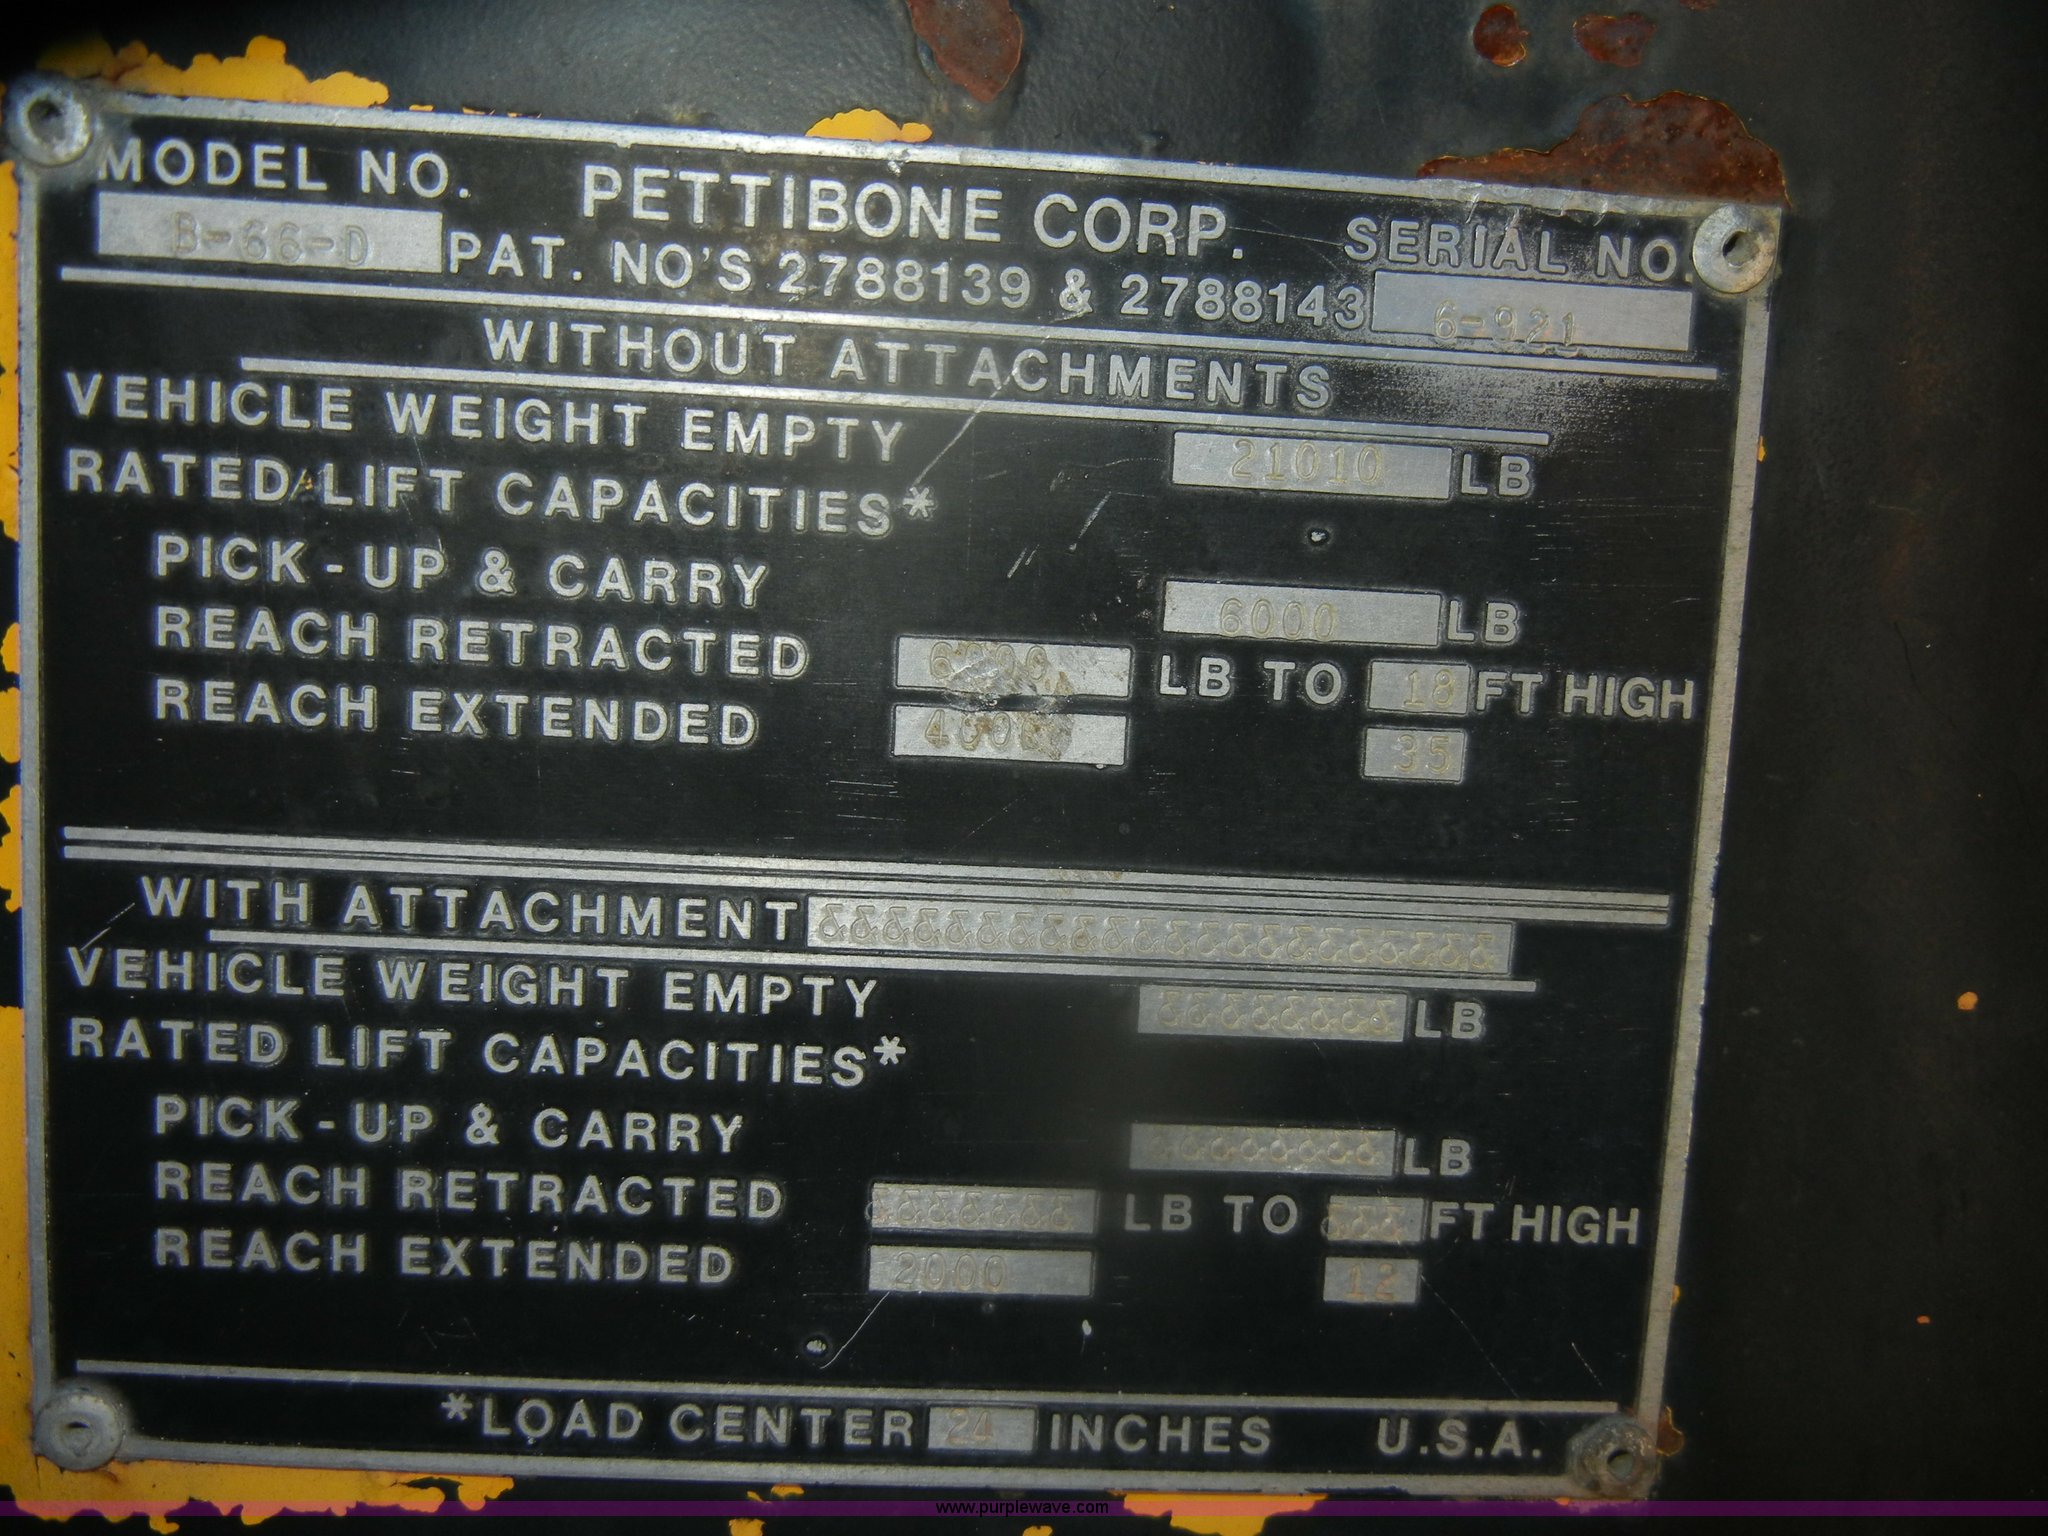 MODEL NO.
B-66-D
PETTIBONE CORP.
PAT. NO'S 2788139 & 2788143
SERIAL NO.
6-921
WITHOUT ATTACHMENTS
VEHICLE WEIGHT EMPTY 21010 LB
RATED LIFT CAPACITIES*
PICK-UP & CARRY 6000 LB
REACH RETRACTED 6000 LB TO 18 FT HIGH
REACH EXTENDED 35
WITH ATTACHMENT &&&&&&&&&&&&&&&&&&&&&&
VEHICLE WEIGHT EMPTY &&&&&&&& LB
RATED LIFT CAPACITIES*
PICK-UP & CARRY &&&&&&&& LB
REACH RETRACTED &&&&&&& LB TO &&& FT HIGH
REACH EXTENDED 2000 12
*LOAD CENTER 24 INCHES U.S.A.
www.purplewave.com